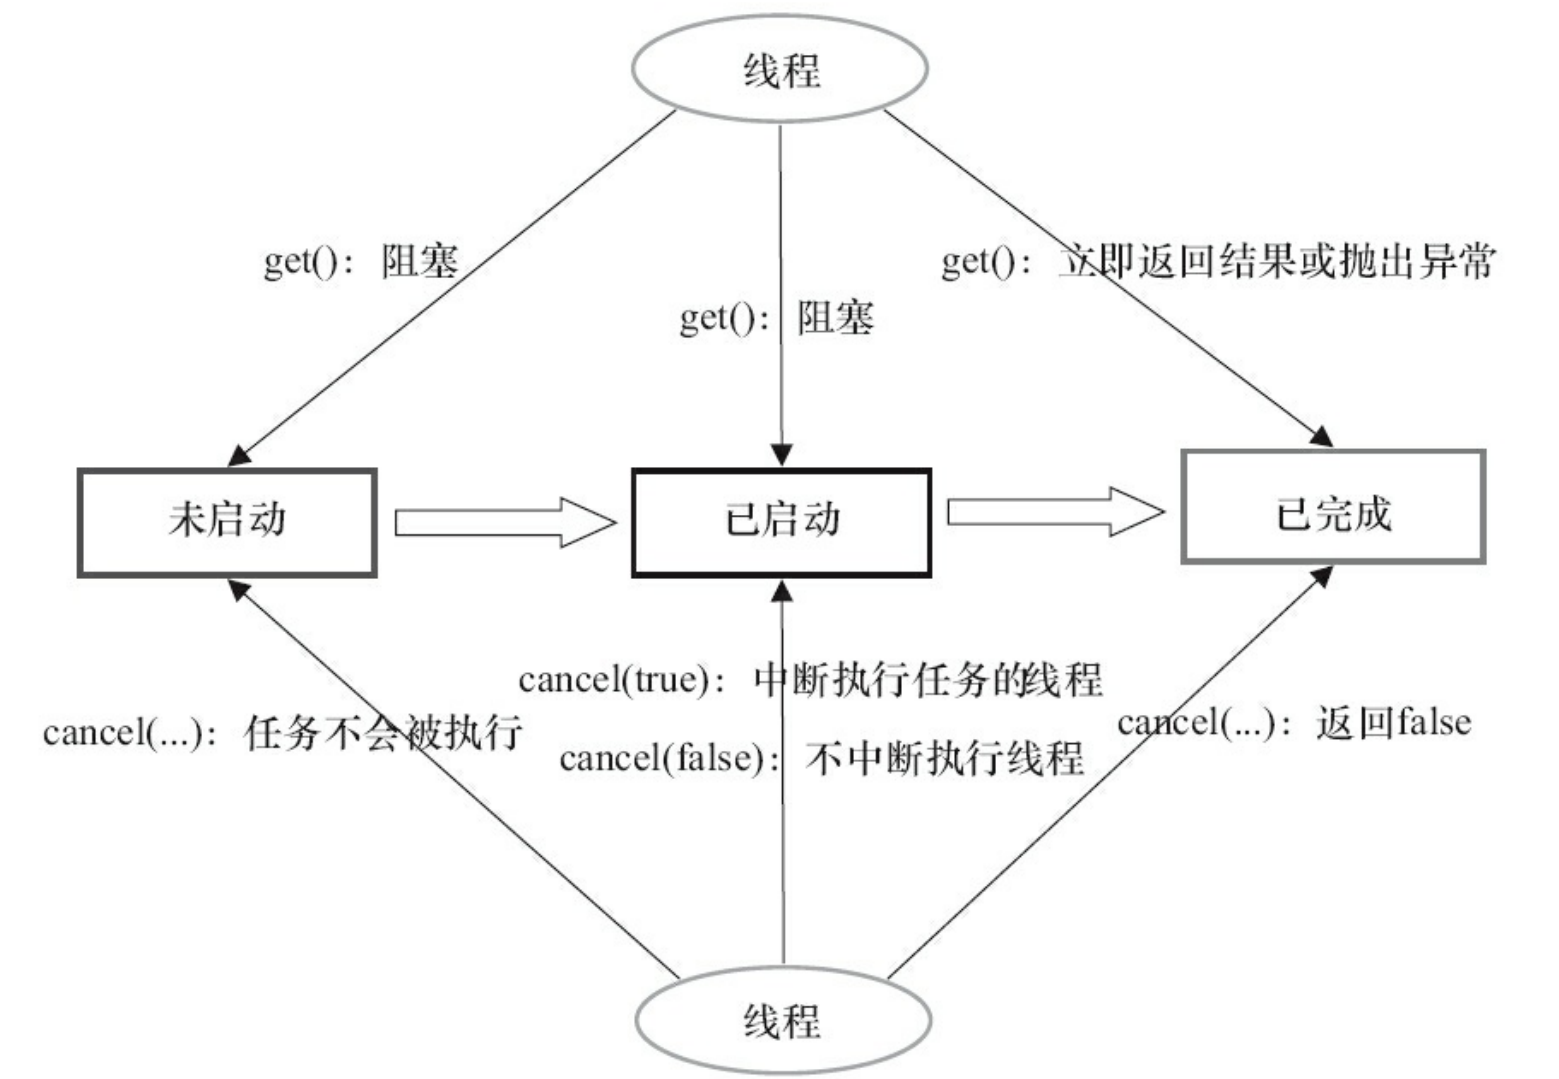 线程
get()：阻塞
get()：立即返回结果或抛出异常
get()：阻塞
未启动
已启动
已完成
cancel(true)：中断执行任务的线程
cancel(...)：任务不会被执行
cancel(...)：返回false
cancel(false)：不中断执行线程
线程